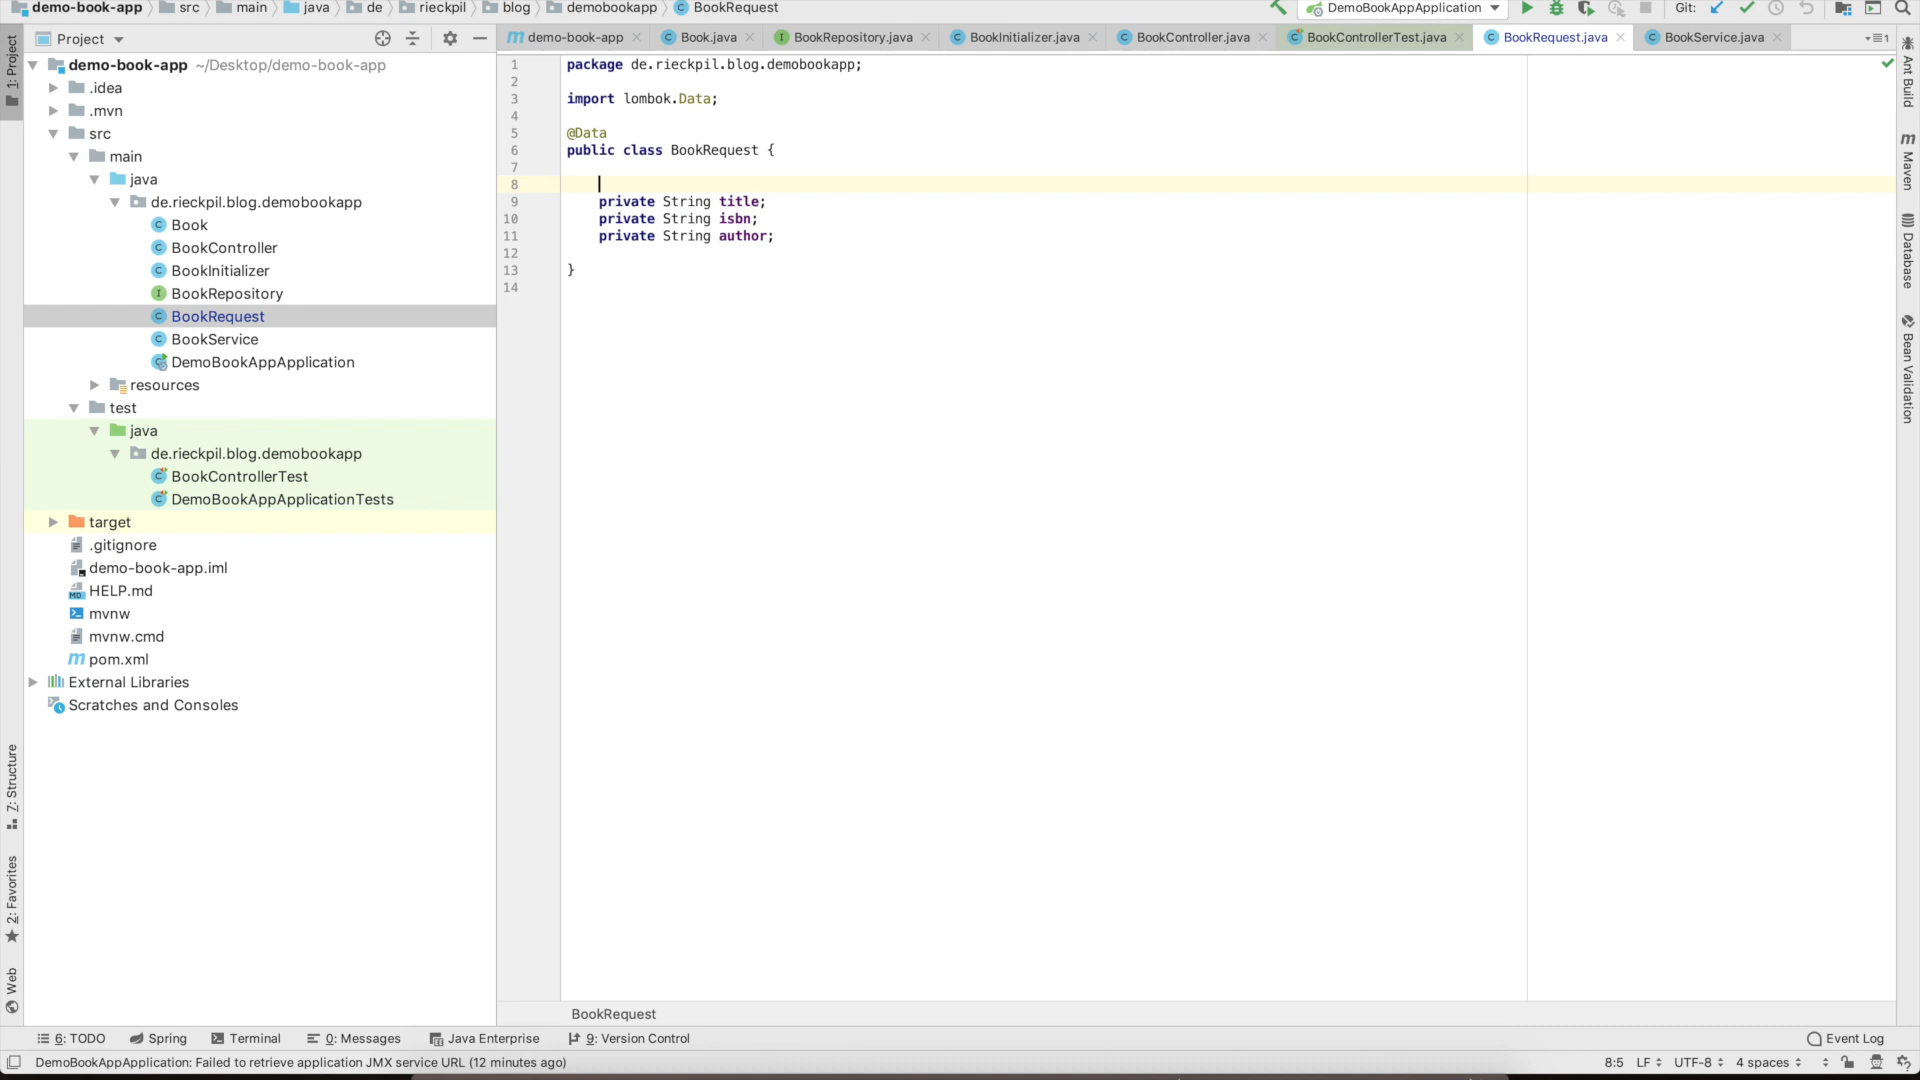 demo-book-app src main java de rieckpil blog demobookapp BookRequest
DemoBookAppApplication
Git:
1: Project
Project
demo-book-app
Book.java
BookRepository.java
BookInitializer.java
BookController.java
BookControllerTest.java
BookRequest.java
BookService.java
1
demo-book-app ~/Desktop/demo-book-app
.idea
.mvn
src
main
java
de.rieckpil.blog.demobookapp
Book
BookController
BookInitializer
BookRepository
BookRequest
BookService
DemoBookAppApplication
resources
test
java
de.rieckpil.blog.demobookapp
BookControllerTest
DemoBookAppApplicationTests
target
.gitignore
demo-book-app.iml
HELP.md
mvnw
mvnw.cmd
pom.xml
External Libraries
Scratches and Consoles
1 package de.rieckpil.blog.demobookapp;
2
3 import lombok.Data;
4
5 @Data
6 public class BookRequest {
7
8
9 private String title;
10 private String isbn;
11 private String author;
12
13 }
14
Ant Build
Maven
Database
Bean Validation
Z: Structure
2: Favorites
Web
BookRequest
6: TODO
Spring
Terminal
0: Messages
Java Enterprise
9: Version Control
Event Log
DemoBookAppApplication: Failed to retrieve application JMX service URL (12 minutes ago)
8:5 LF UTF-8 4 spaces